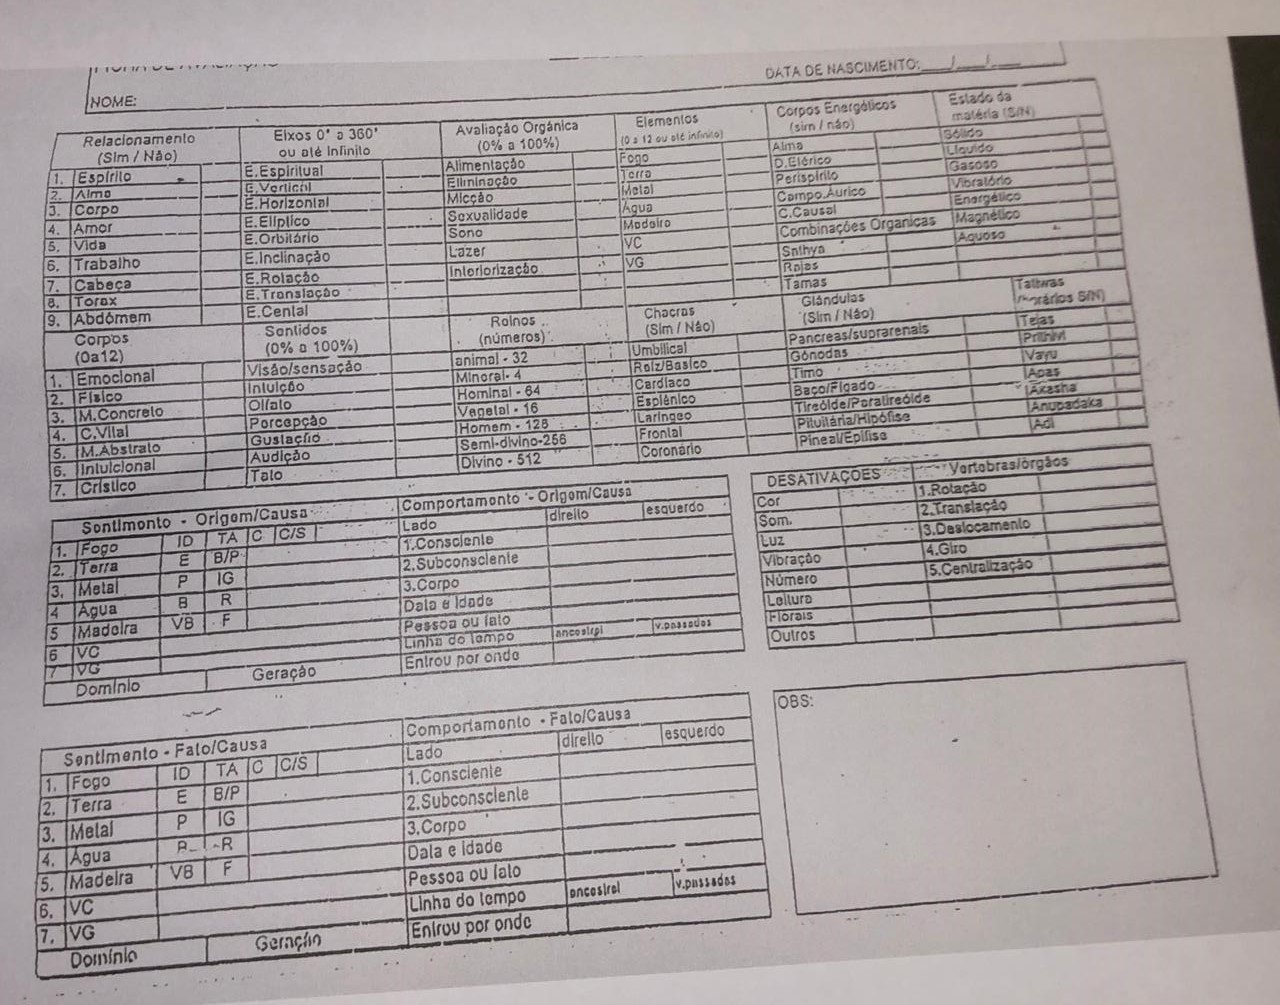 FICHA DE AVALIAÇÃO
NOME:
DATA DE NASCIMENTO: __/__/__
Relacionamento
(Sim / Não)
1. Espírito
2. Alma
3. Corpo
4. Amor
5. Vida
6. Trabalho
7. Cabeça
8. Torax
9. Abdômem
Eixos 0° a 360°
ou até Infinito
E.Espiritual
E.Vertical
E.Horizontal
E.Elíptico
E.Orbitário
E.Inclinação
E.Rotação
E.Translação
E.Cental
Avaliação Orgânica
(0% a 100%)
Alimentação
Eliminação
Micção
Sexualidade
Sono
Lazer
Interiorização
Elementos
(0 a 12 ou até infinito)
Fogo
Terra
Metal
Água
Madeira
VC
VG
Corpos Energéticos
(sim / não)
Alma
D.Etérico
Perispírito
Campo.Áurico
C.Causal
Combinações Organicas
Sathya
Rajas
Tamas
Estado da
matéria (S/N)
Sólido
Líquido
Gasoso
Vibratório
Energético
Magnético
Aquoso
Corpos
(0a12)
1. Emocional
2. Físico
3. M.Concreto
4. C.Vital
5. M.Abstrato
6. Intuicional
7. Crístico
Sentidos
(0% a 100%)
Visão/sensação
Intuição
Olfato
Percepção
Gustação
Audição
Tato
Reinos
(números)
animal - 32
Mineral- 4
Hominal - 64
Vegetal - 16
Homem - 128
Semi-divino-256
Divino - 512
Chacras
(Sim / Não)
Umbilical
Raiz/Basico
Cardíaco
Esplênico
Laringeo
Frontal
Coronário
Glândulas
(Sim / Não)
Pancreas/suprarenais
Gônodas
Timo
Baço/Fígado
Tireóide/Paratireóide
Pituitária/Hipófise
Pineal/Epífise
Tattwas
/horários S/N)
Tejas
Prithivi
Vayu
Apas
Akasha
Anupadaka
Adi
Sentimento - Origem/Causa
1. Fogo ID TA C C/S
2. Terra E B/P
3. Metal P IG
4 Água B R
5 Madeira VB F
6 VC
7 VG
Domínio Geração
Comportamento - Origem/Causa
Lado direito esquerdo
1.Consciente
2.Subconsciente
3.Corpo
Data e Idade
Pessoa ou fato
Linha do tempo ancestral v.passadas
Entrou por onde
DESATIVAÇÕES
Cor
Som.
Luz
Vibração
Número
Leitura
Florais
Outros
Vertebras/órgãos
1.Rotação
2.Translação
3.Deslocamento
4.Giro
5.Centralização
Sentimento - Fato/Causa
1. Fogo ID TA C C/S
2. Terra E B/P
3. Metal P IG
4. Água B R
5. Madeira VB F
6. VC
7. VG
Domínio Geração
Comportamento - Fato/Causa
Lado direito esquerdo
1.Consciente
2.Subconsciente
3.Corpo
Data e Idade
Pessoa ou fato
Linha do tempo ancestral v.passadas
Entrou por onde
OBS: